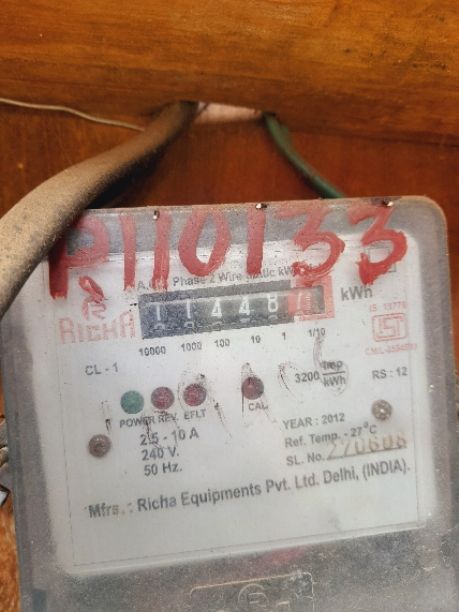 P110133
A.C. Phase 2 Wire Static kWh
RICHA
11448
kWh
10000 1000 100 10 1 1/10
CL - 1
3200 Imp/kWh
RS : 12
POWER REV. EFLT CAL
2.5 - 10 A
240 V.
50 Hz.
YEAR : 2012
Ref. Temp. - 27°C
SL. No. 270608
Mfrs. : Richa Equipments Pvt. Ltd. Delhi, (INDIA).